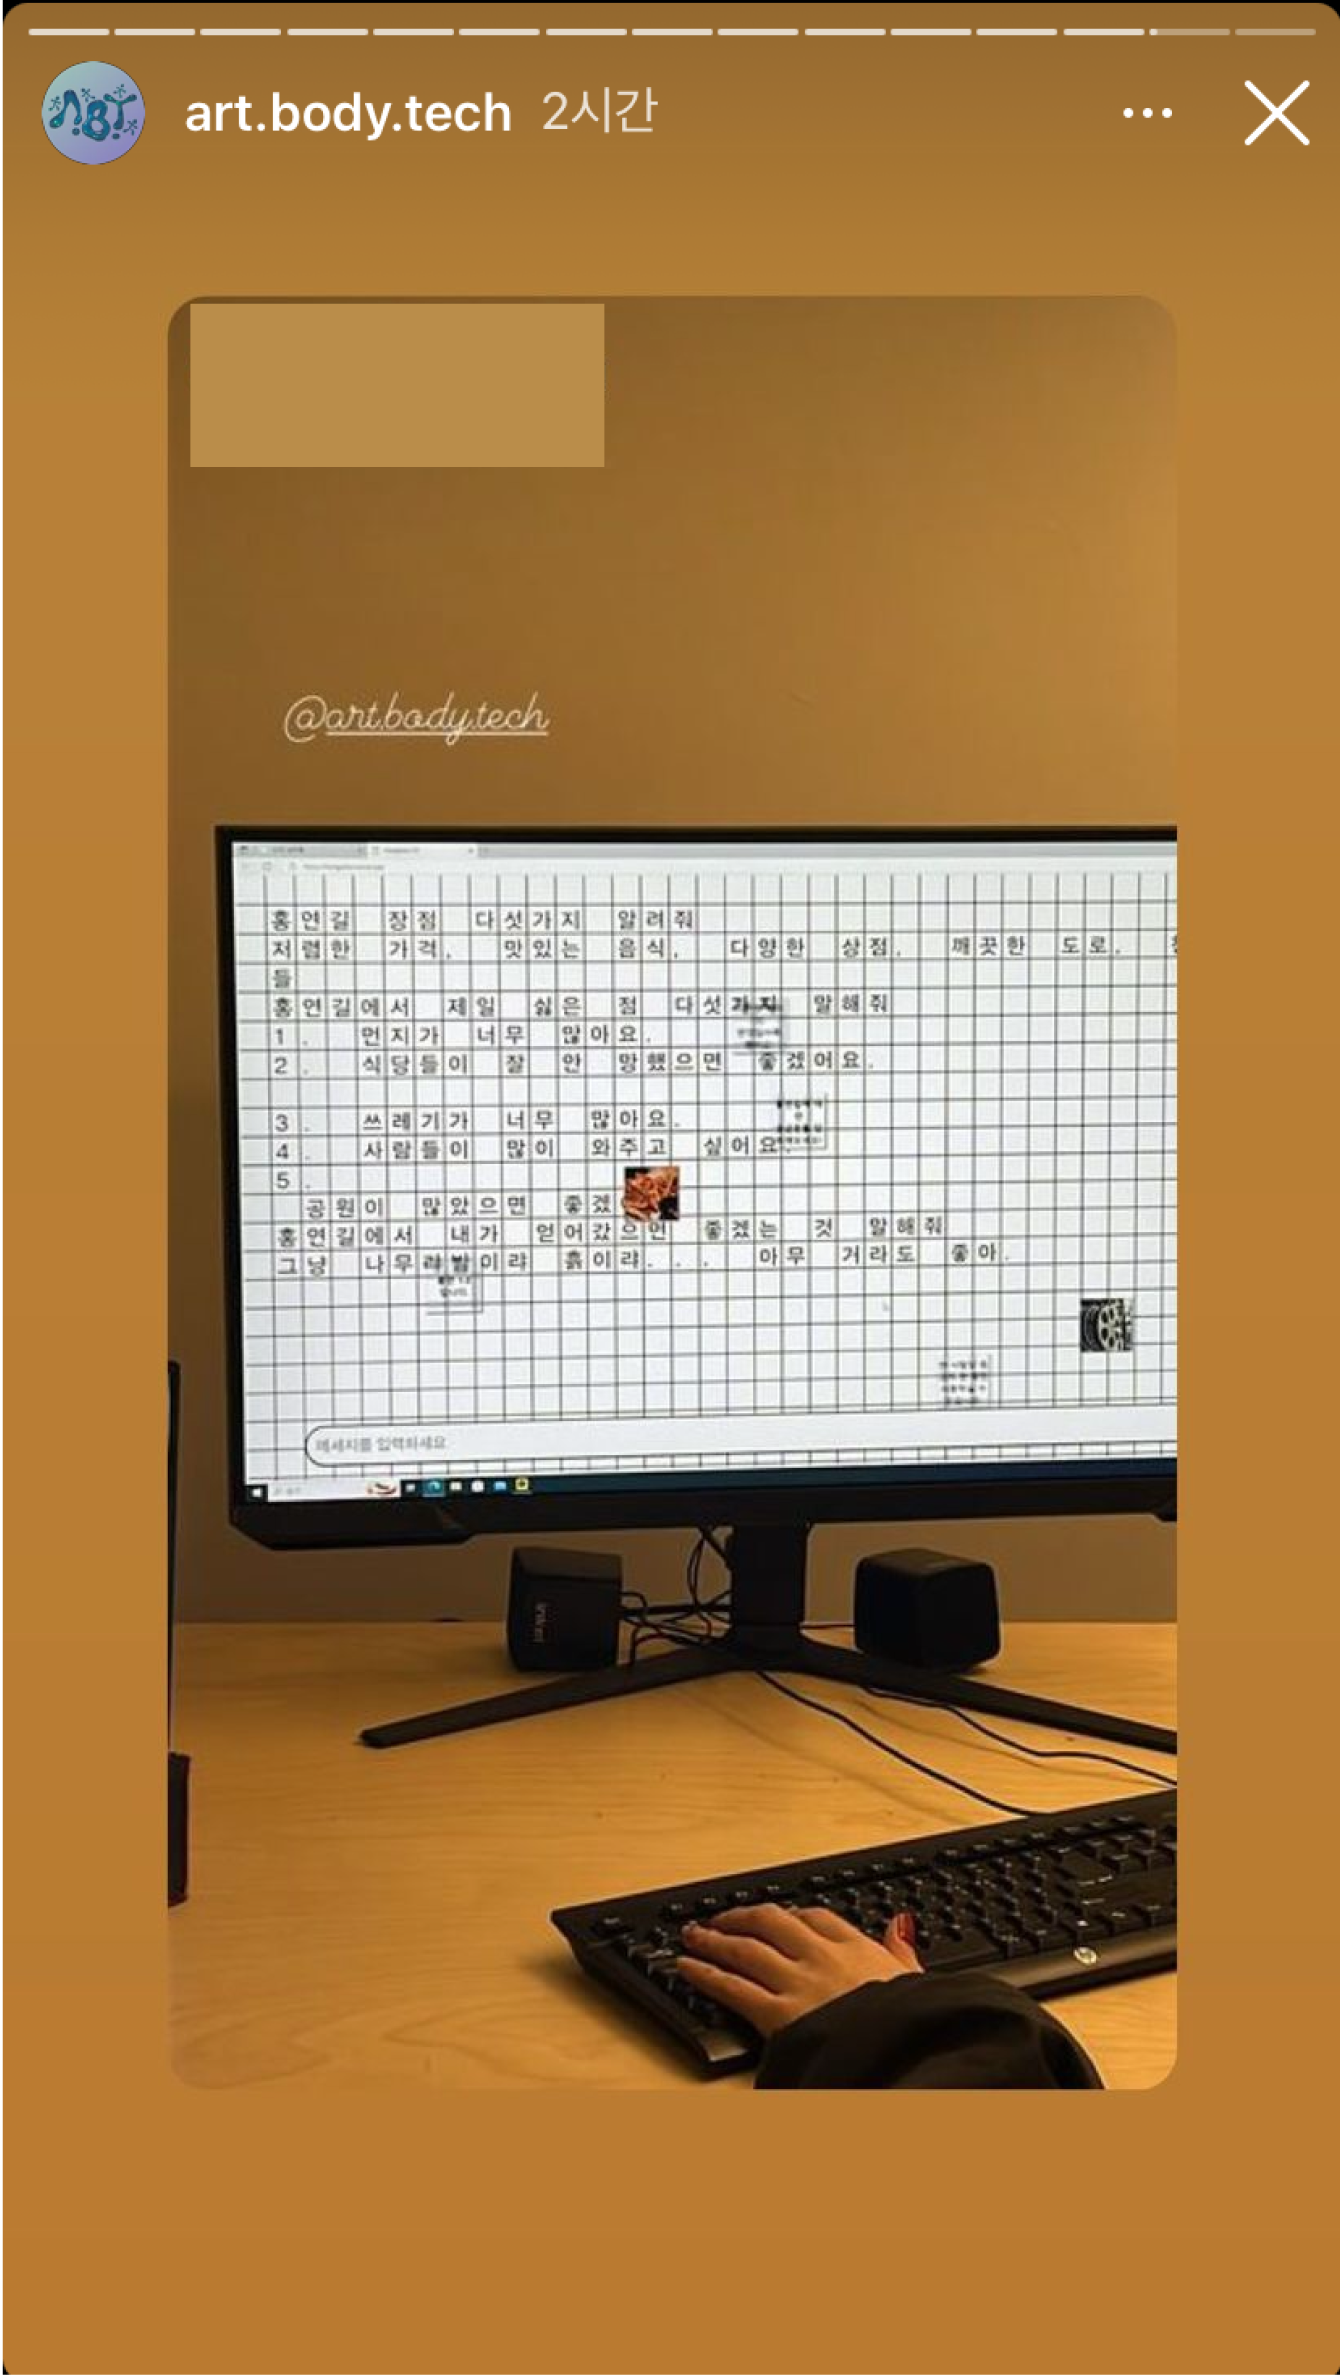 art.body.tech 2시간
@art.body.tech
홍연길 장점 다섯가지 알려줘
저렴한 가격, 맛있는 음식, 다양한 상점, 깨끗한 도로,
들
홍연길에서 제일 싫은 점 다섯가지 말해줘
1. 먼지가 너무 많아요.
2. 식당들이 잘 안 망했으면 좋겠어요.
3. 쓰레기가 너무 많아요.
4. 사람들이 많이 와주고 싶어요.
5.
공원이 많았으면 좋겠
홍연길에서 내가 얻어갔으면 좋겠는 것 말해줘
그냥 나무랴 밤이랴 흙이랴... 아무 거라도 좋아.
메세지를 입력하세요